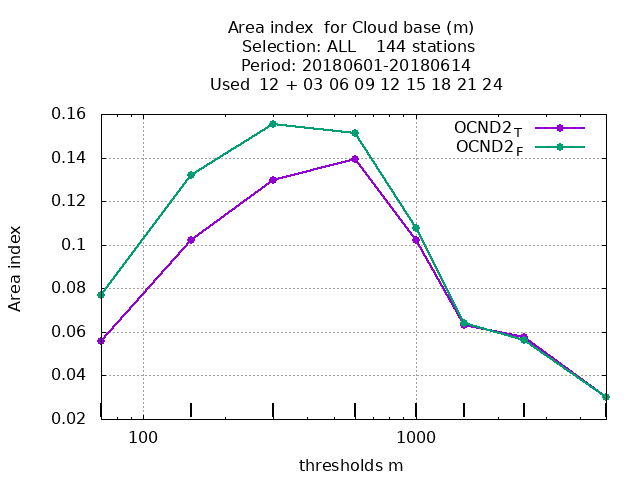 Area index  for Cloud base (m)
Selection: ALL    144 stations
Period: 20180601-20180614
Used  12 + 03 06 09 12 15 18 21 24
OCND2T
OCND2F
0.16
0.14
0.12
0.1
0.08
0.06
0.04
0.02
Area index
100 1000
thresholds m